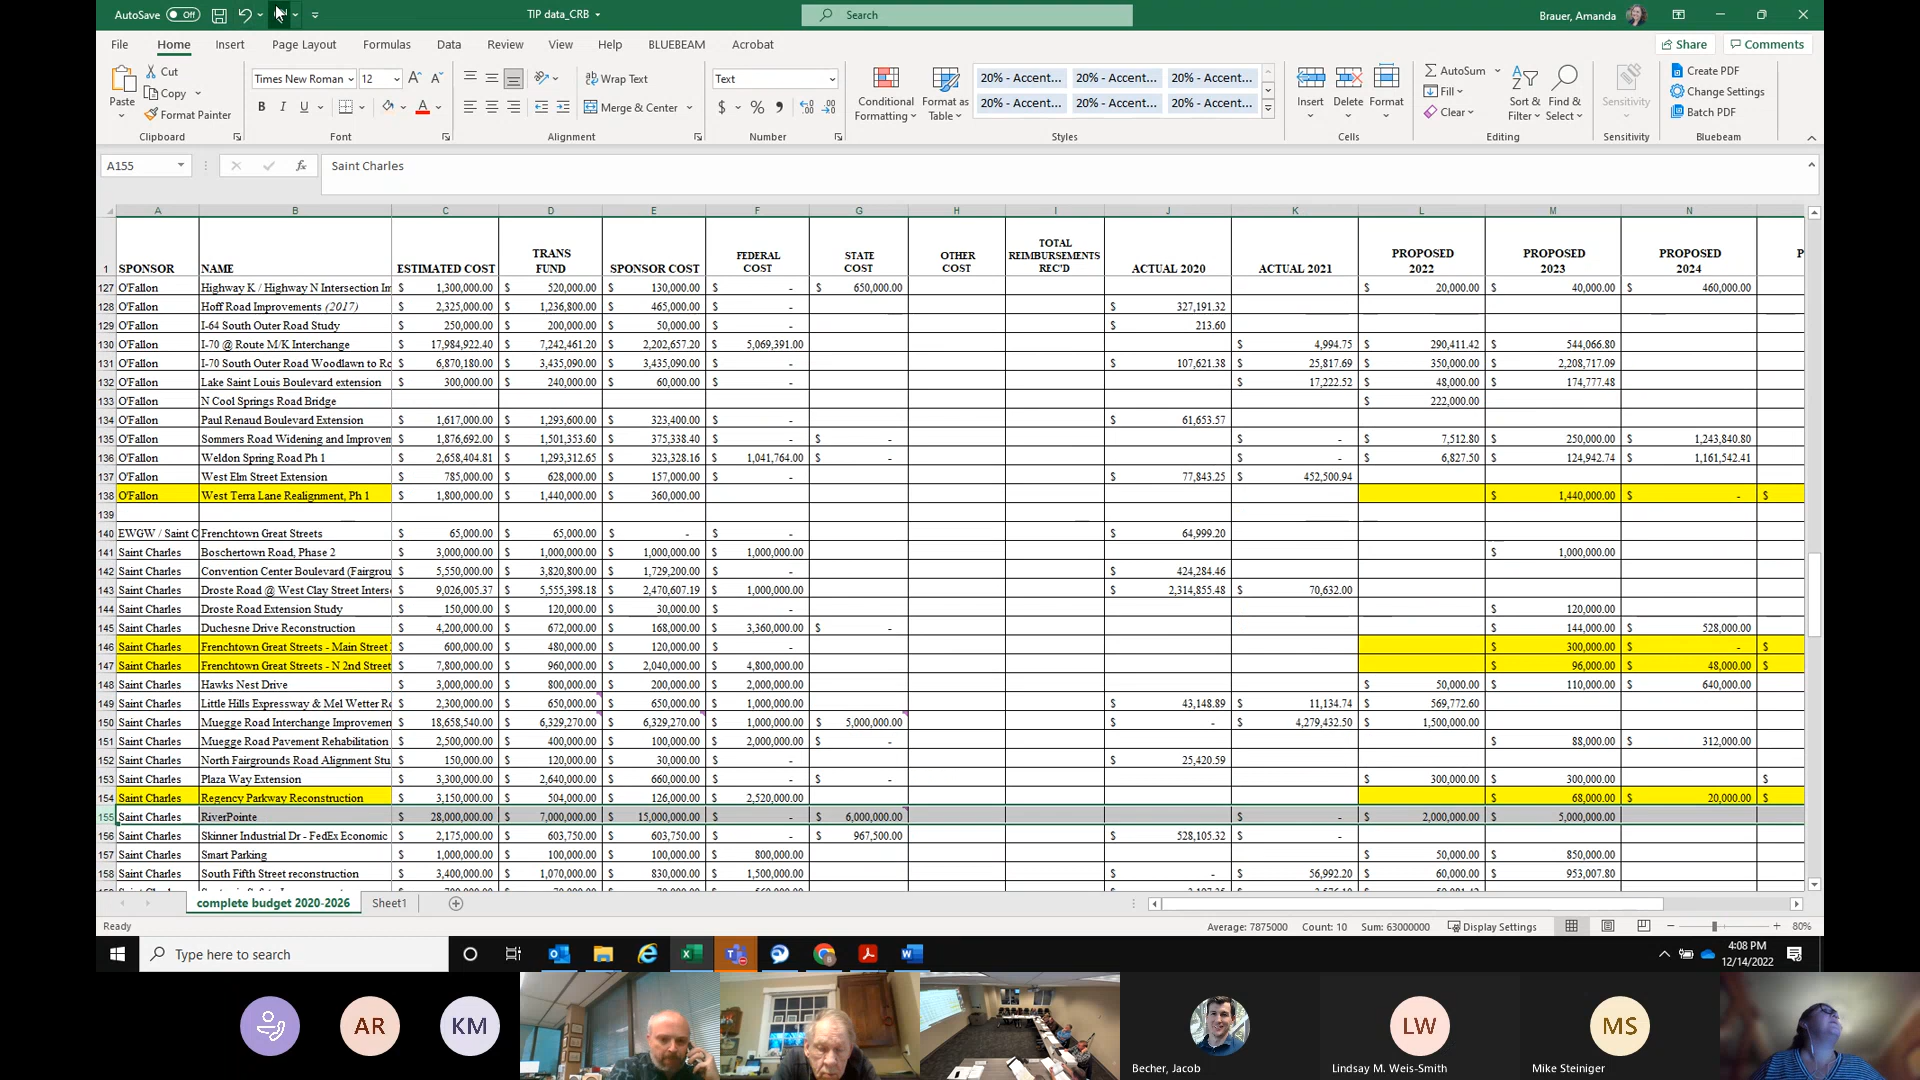 AutoSave Off TIP data_CRB Search Brauer, Amanda
File Home Insert Page Layout Formulas Data Review View Help BLUEBEAM Acrobat Share Comments
Paste Cut Copy Format Painter Clipboard
Times New Roman 12 B I U A Font
Wrap Text Merge & Center Alignment
Text $ % Number
Conditional Formatting Format as Table 20% - Accent... 20% - Accent... 20% - Accent...
20% - Accent... 20% - Accent... 20% - Accent... Styles
Insert Delete Format Cells
AutoSum Fill Clear Sort & Filter Find & Select Editing
Sensitivity Sensitivity
Create PDF Change Settings Batch PDF Bluebeam
A155 fx Saint Charles
A B C D E F G H I J K L M N
1 SPONSOR NAME ESTIMATED COST TRANS FUND SPONSOR COST FEDERAL COST STATE COST OTHER COST TOTAL REIMBURSEMENTS REC'D ACTUAL 2020 ACTUAL 2021 PROPOSED 2022 PROPOSED 2023 PROPOSED 2024 P
127 O'Fallon Highway K / Highway N Intersection Im $ 1,300,000.00 $ 520,000.00 $ 130,000.00 $ - $ 650,000.00 $ 20,000.00 $ 40,000.00 $ 460,000.00
128 O'Fallon Hoff Road Improvements (2017) $ 2,325,000.00 $ 1,236,800.00 $ 465,000.00 $ - $ 327,191.32
129 O'Fallon I-64 South Outer Road Study $ 250,000.00 $ 200,000.00 $ 50,000.00 $ - $ 213.60
130 O'Fallon I-70 @ Route M/K Interchange $ 17,984,922.40 $ 7,242,461.20 $ 2,202,657.20 $ 5,069,391.00 $ 4,994.75 $ 290,411.42 $ 544,066.80
131 O'Fallon I-70 South Outer Road Woodlawn to Ro $ 6,870,180.00 $ 3,435,090.00 $ 3,435,090.00 $ - $ 107,621.38 $ 25,817.69 $ 350,000.00 $ 2,208,717.09
132 O'Fallon Lake Saint Louis Boulevard extension $ 300,000.00 $ 240,000.00 $ 60,000.00 $ - $ 17,222.52 $ 48,000.00 $ 174,777.48
133 O'Fallon N Cool Springs Road Bridge $ 222,000.00
134 O'Fallon Paul Renaud Boulevard Extension $ 1,617,000.00 $ 1,293,600.00 $ 323,400.00 $ - $ 61,653.57
135 O'Fallon Sommers Road Widening and Improvem $ 1,876,692.00 $ 1,501,353.60 $ 375,338.40 $ - $ - $ - $ 7,512.80 $ 250,000.00 $ 1,243,840.80
136 O'Fallon Weldon Spring Road Ph 1 $ 2,658,404.81 $ 1,293,312.65 $ 323,328.16 $ 1,041,764.00 $ - $ - $ 6,827.50 $ 124,942.74 $ 1,161,542.41
137 O'Fallon West Elm Street Extension $ 785,000.00 $ 628,000.00 $ 157,000.00 $ - $ 77,843.25 $ 452,500.94
138 O'Fallon West Terra Lane Realignment, Ph 1 $ 1,800,000.00 $ 1,440,000.00 $ 360,000.00 $ 1,440,000.00 $ - $
139
140 EWGW / Saint C Frenchtown Great Streets $ 65,000.00 $ 65,000.00 $ - $ - $ 64,999.20
141 Saint Charles Boschertown Road, Phase 2 $ 3,000,000.00 $ 1,000,000.00 $ 1,000,000.00 $ 1,000,000.00 $ 1,000,000.00
142 Saint Charles Convention Center Boulevard (Fairgrou $ 5,550,000.00 $ 3,820,800.00 $ 1,729,200.00 $ - $ 424,284.46
143 Saint Charles Droste Road @ West Clay Street Inters $ 9,026,005.37 $ 5,555,398.18 $ 2,470,607.19 $ 1,000,000.00 $ 2,314,855.48 $ 70,632.00
144 Saint Charles Droste Road Extension Study $ 150,000.00 $ 120,000.00 $ 30,000.00 $ - $ 120,000.00
145 Saint Charles Duchesne Drive Reconstruction $ 4,200,000.00 $ 672,000.00 $ 168,000.00 $ 3,360,000.00 $ - $ 144,000.00 $ 528,000.00
146 Saint Charles Frenchtown Great Streets - Main Street $ 600,000.00 $ 480,000.00 $ 120,000.00 $ - $ 300,000.00 $ - $
147 Saint Charles Frenchtown Great Streets - N 2nd Street $ 7,800,000.00 $ 960,000.00 $ 2,040,000.00 $ 4,800,000.00 $ 96,000.00 $ 48,000.00 $
148 Saint Charles Hawks Nest Drive $ 3,000,000.00 $ 800,000.00 $ 200,000.00 $ 2,000,000.00 $ 50,000.00 $ 110,000.00 $ 640,000.00
149 Saint Charles Little Hills Expressway & Mel Wetter Ro $ 2,300,000.00 $ 650,000.00 $ 650,000.00 $ 1,000,000.00 $ 43,148.89 $ 11,134.74 $ 569,772.60
150 Saint Charles Muegge Road Interchange Improvemen $ 18,658,540.00 $ 6,329,270.00 $ 6,329,270.00 $ 1,000,000.00 $ 5,000,000.00 $ - $ 4,279,432.50 $ 1,500,000.00
151 Saint Charles Muegge Road Pavement Rehabilitation $ 2,500,000.00 $ 400,000.00 $ 100,000.00 $ 2,000,000.00 $ - $ 88,000.00 $ 312,000.00
152 Saint Charles North Fairgrounds Road Alignment Stu $ 150,000.00 $ 120,000.00 $ 30,000.00 $ - $ 25,420.59
153 Saint Charles Plaza Way Extension $ 3,300,000.00 $ 2,640,000.00 $ 660,000.00 $ - $ - $ 300,000.00 $ 300,000.00 $
154 Saint Charles Regency Parkway Reconstruction $ 3,150,000.00 $ 504,000.00 $ 126,000.00 $ 2,520,000.00 $ 68,000.00 $ 20,000.00 $
155 Saint Charles RiverPointe $ 28,000,000.00 $ 7,000,000.00 $ 15,000,000.00 $ - $ 6,000,000.00 $ - $ 2,000,000.00 $ 5,000,000.00
156 Saint Charles Skinner Industrial Dr - FedEx Economic $ 2,175,000.00 $ 603,750.00 $ 603,750.00 $ - $ 967,500.00 $ 528,105.32 $ -
157 Saint Charles Smart Parking $ 1,000,000.00 $ 100,000.00 $ 100,000.00 $ 800,000.00 $ 50,000.00 $ 850,000.00
158 Saint Charles South Fifth Street reconstruction $ 3,400,000.00 $ 1,070,000.00 $ 830,000.00 $ 1,500,000.00 $ - $ 56,992.20 $ 60,000.00 $ 953,007.80
complete budget 2020-2026 Sheet1
Ready Average: 7875000 Count: 10 Sum: 63000000 Display Settings 80%
Type here to search 4:08 PM
12/14/2022
AR KM LW MS
Becher, Jacob Lindsay M. Weis-Smith Mike Steiniger